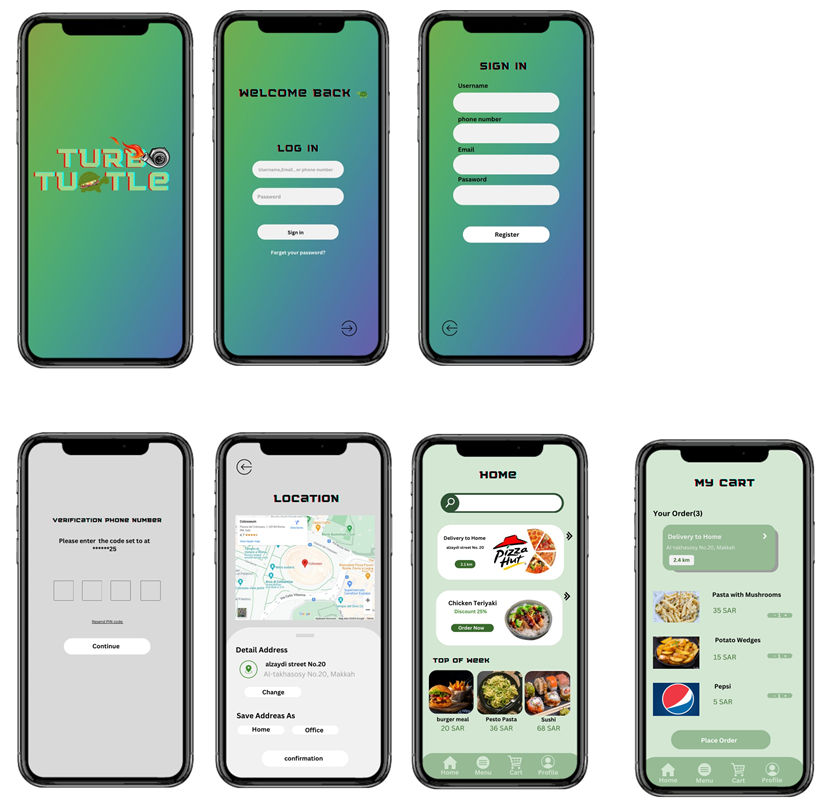 TURBO
TURTLE
WELCOME BACK
LOG IN
Username,Email , or phone number
Password
Sign in
Forget your password?
SIGN IN
Username
phone number
Email
Password
Register
VERIFICATION PHONE NUMBER
Please enter the code set to at
******25
Resend PIN code
Continue
LOCATION
Colosseum
Detail Address
alzaydi street No.20
Al-takhasosy No.20, Makkah
Change
Save Addreas As
Home
Office
confirmation
HOME
Delivery to Home
alzaydi street No. 20
Pizza
Hut
Chicken Teriyaki
Discount 25%
Order Now
TOP OF WEEK
burger meal
Pesto Pasta
Sushi
20 SAR
36 SAR
68 SAR
Home
Menu
Cart
Profile
MY CART
Your Order(3)
Delivery to Home
Al-takhasosy No.20, Makkah
2.4 km
Pasta with Mushrooms
35 SAR
Potato Wedges
15 SAR
Pepsi
5 SAR
Place Order
Home
Menu
Cart
Profile